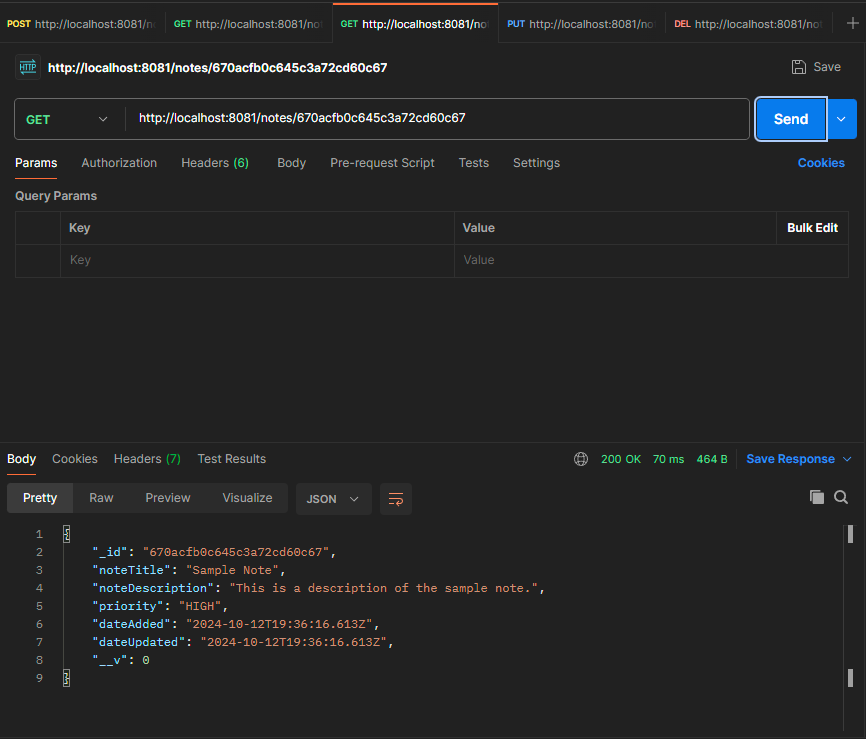 POST http://localhost:8081/n GET http://localhost:8081/not GET http://localhost:8081/no PUT http://localhost:8081/no DEL http://localhost:8081/not
HTTP http://localhost:8081/notes/670acfb0c645c3a72cd60c67 Save
GET http://localhost:8081/notes/670acfb0c645c3a72cd60c67 Send
Params Authorization Headers (6) Body Pre-request Script Tests Settings Cookies
Query Params
Key Value Bulk Edit
Key Value
Body Cookies Headers (7) Test Results 200 OK 70 ms 464 B Save Response
Pretty Raw Preview Visualize JSON
1 {
2 "_id": "670acfb0c645c3a72cd60c67",
3 "noteTitle": "Sample Note",
4 "noteDescription": "This is a description of the sample note.",
5 "priority": "HIGH",
6 "dateAdded": "2024-10-12T19:36:16.613Z",
7 "dateUpdated": "2024-10-12T19:36:16.613Z",
8 "__v": 0
9 }